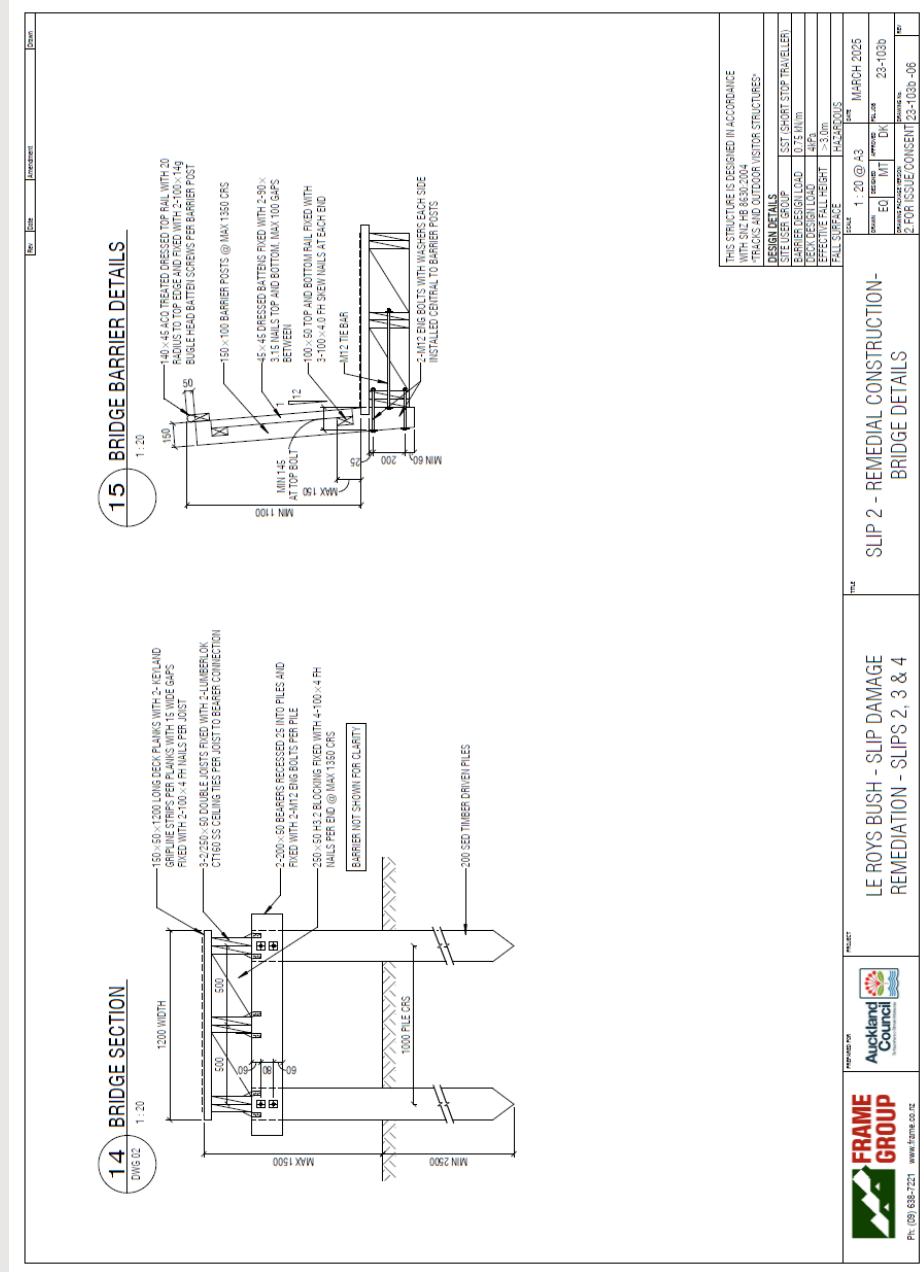 Rev
Date
Amendment
Drawn
14
DWG 02
BRIDGE SECTION
1 : 20
1200 WIDTH
500
500
60
80
60
1000 PILE CRS
MAX 1500
MIN 2500
150×50×1200 LONG DECK PLANKS WITH 2- KEYLAND
GRIPLINE STRIPS PER PLANKS WITH 15 WIDE GAPS
FIXED WITH 2-100×4 FH NAILS PER JOIST
3-2/250×50 DOUBLE JOISTS FIXED WITH 2-LUMBERLOK
CT160 SS CEILING TIES PER JOIST TO BEARER CONNECTION
2-200×50 BEARERS RECESSED 25 INTO PILES AND
FIXED WITH 2-M12 ENG BOLTS PER PILE
250×50 H3.2 BLOCKING FIXED WITH 4-100×4 FH
NAILS PER END @ MAX 1350 CRS
BARRIER NOT SHOWN FOR CLARITY
200 SED TIMBER DRIVEN PILES
15
BRIDGE BARRIER DETAILS
1 : 20
150
1
12
MIN 1100
MAX 150
MIN 145
AT TOP BOLT
25
200
MIN 60
140×45 ACQ TREATED DRESSED TOP RAIL WITH 20
RADIUS TO TOP EDGE AND FIXED WITH 2-100×14g
BUGLE HEAD BATTEN SCREWS PER BARRIER POST
150×100 BARRIER POSTS @ MAX 1350 CRS
45×45 DRESSED BATTENS FIXED WITH 2-90×
3.15 NAILS TOP AND BOTTOM. MAX 100 GAPS
BETWEEN
100×50 TOP AND BOTTOM RAIL FIXED WITH
3-100×4.0 FH SKEW NAILS AT EACH END
M12 TIE BAR
2-M12 ENG BOLTS WITH WASHERS EACH SIDE
INSTALLED CENTRAL TO BARRIER POSTS
THIS STRUCTURE IS DESIGNED IN ACCORDANCE
WITH SNZ HB 8630:2004
"TRACKS AND OUTDOOR VISITOR STRUCTURES"
DESIGN DETAILS
SITE USER GROUP SST (SHORT STOP TRAVELLER)
BARRIER DESIGN LOAD 0.75 kN/m
DECK DESIGN LOAD 4kPa
EFFECTIVE FALL HEIGHT >3.0m
FALL SURFACE HAZARDOUS
FRAME
GROUP
Ph: (09) 638-7221 www.frame.co.nz
PREPARED FOR
Auckland
Council
PROJECT
LE ROYS BUSH - SLIP DAMAGE
REMEDIATION - SLIPS 2, 3 & 4
TITLE
SLIP 2 - REMEDIAL CONSTRUCTION-
BRIDGE DETAILS
SCALE
1 : 20 @ A3
DATE
MARCH 2025
DRAWN
EQ
DESIGNED
MT
APPROVED
DK
23-103b
DRAWING PACKAGE VERSION
2.FOR ISSUE/CONSENT
DRAWING No.
23-103b -06
REV